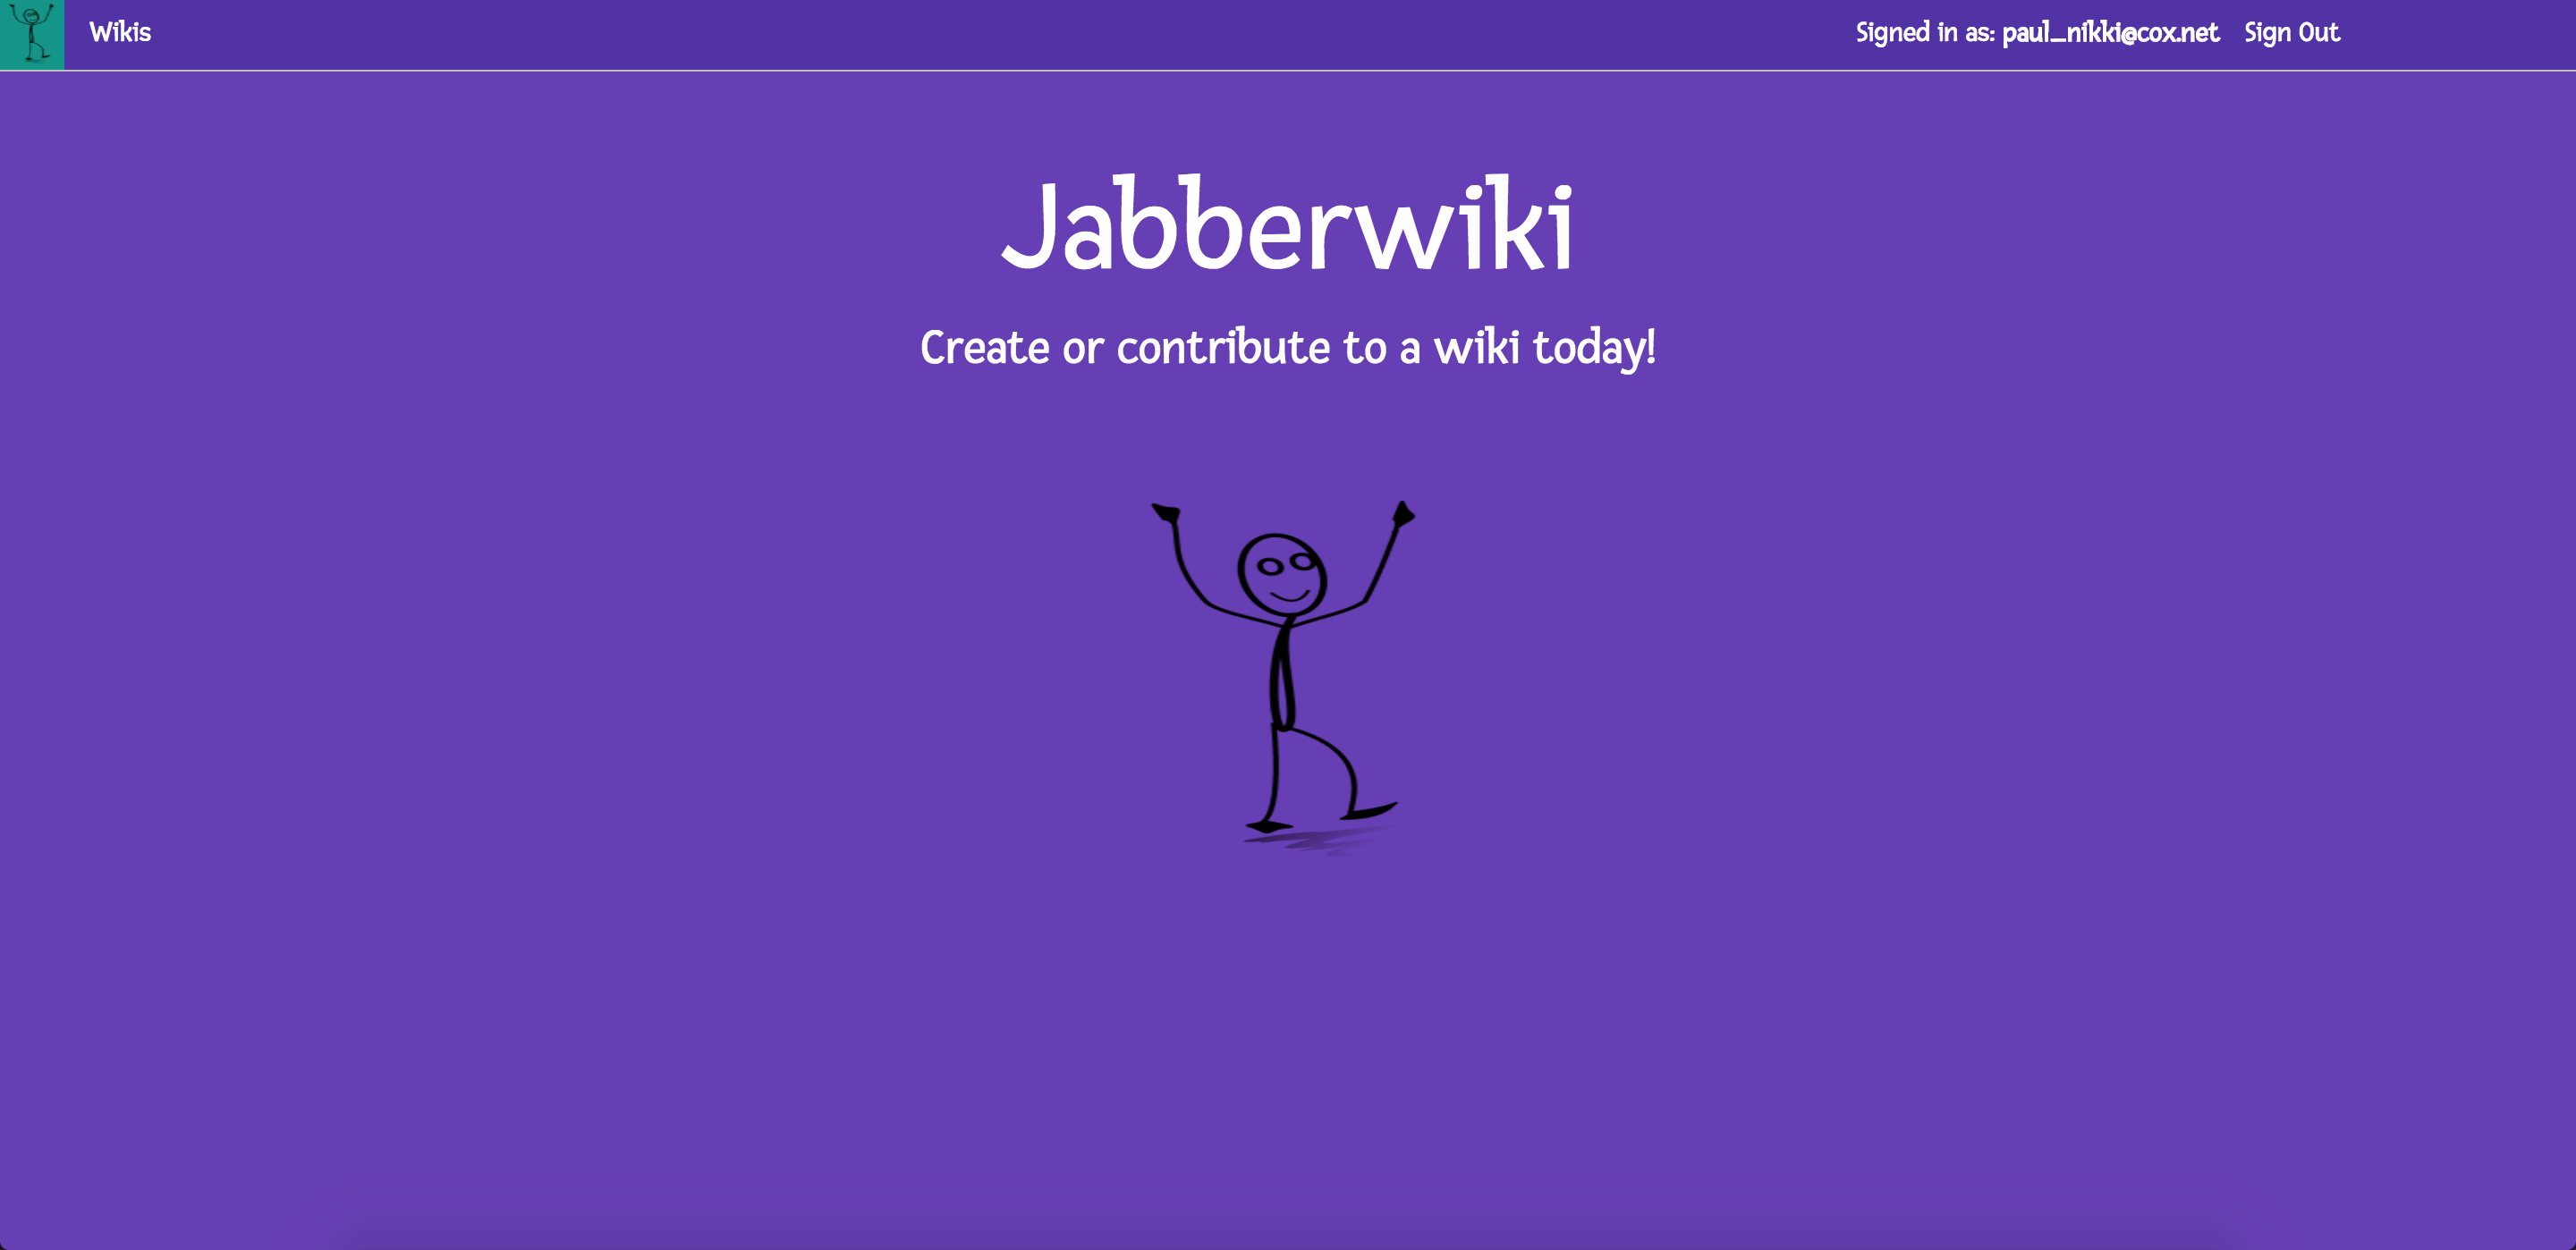 Wikis
Signed in as: paul_nikki@cox.net Sign Out
Jabberwiki
Create or contribute to a wiki today!